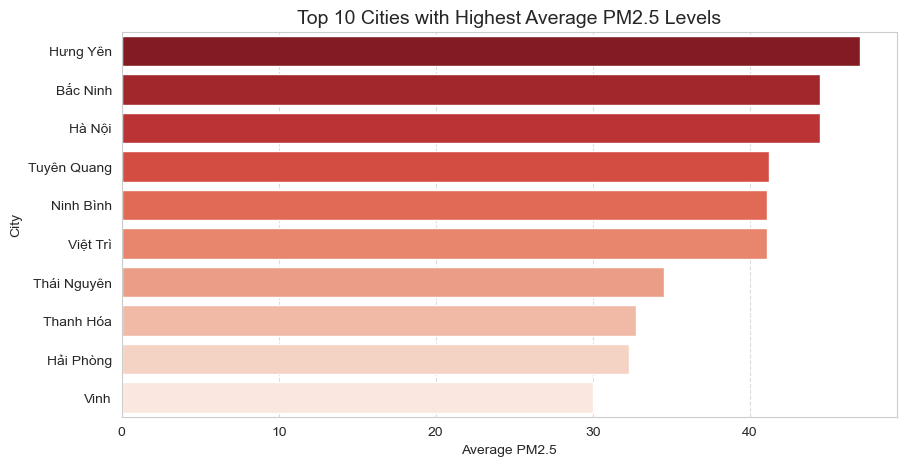 Top 10 Cities with Highest Average PM2.5 Levels
City
Hưng Yên
Bắc Ninh
Hà Nội
Tuyên Quang
Ninh Bình
Việt Trì
Thái Nguyên
Thanh Hóa
Hải Phòng
Vinh
0 10 20 30 40
Average PM2.5